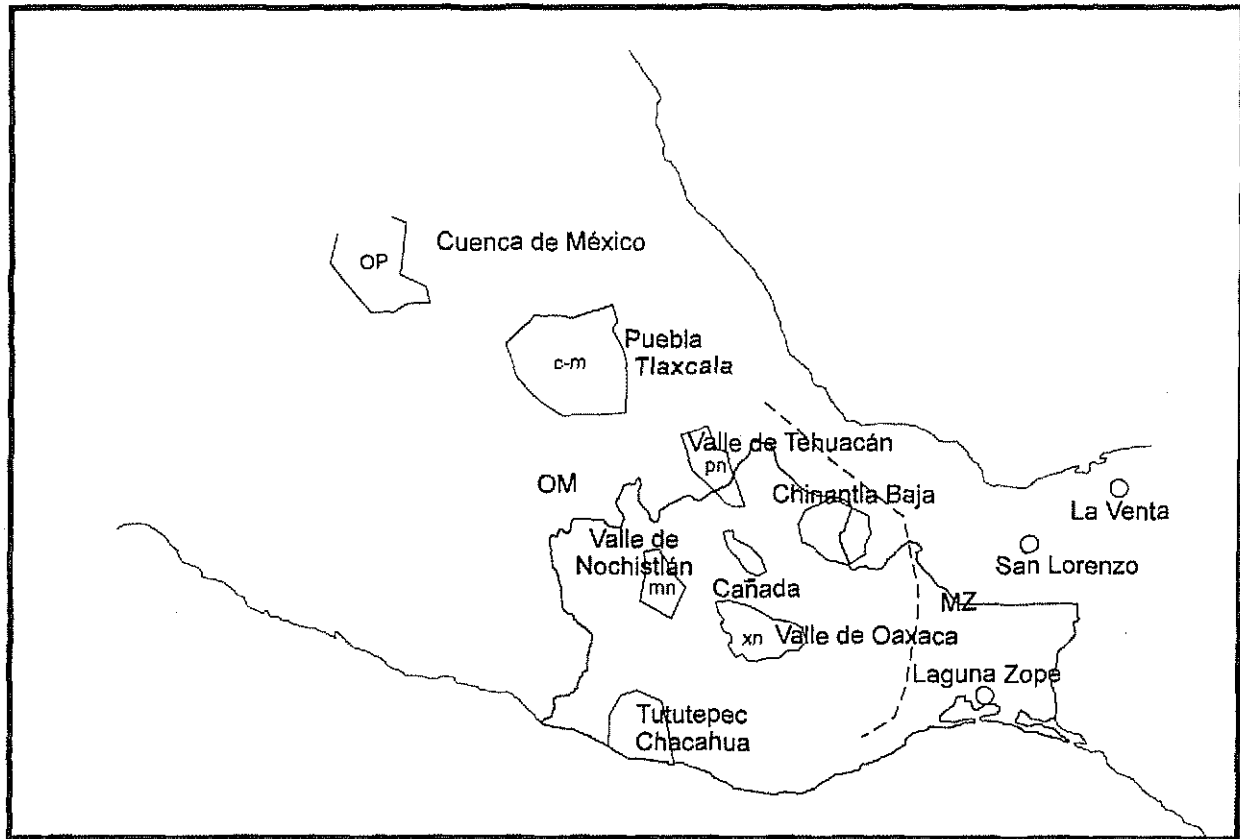 Cuenca de México
OP
Puebla
Tlaxcala
c-m
Valle de Tehuacán
pn
OM
Chinantla Baja
La Venta
Valle de
Nochistlán
mn
San Lorenzo
Cañada
MZ
xn
Valle de Oaxaca
Laguna Zope
Tututepec
Chacahua